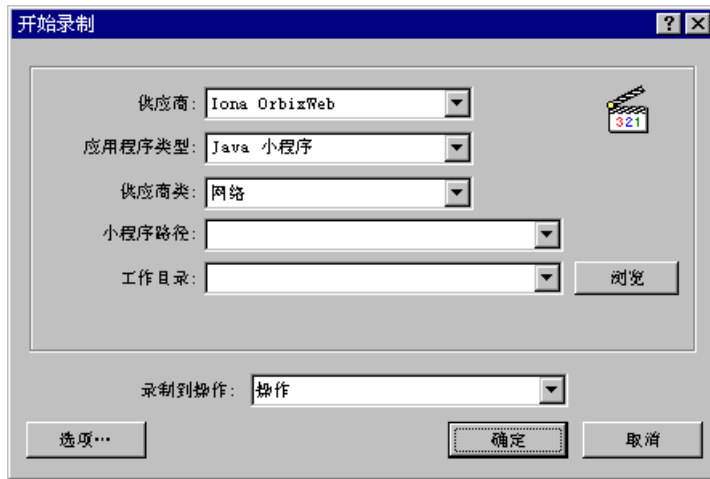 开始录制
供应商: Iona OrbixWeb
321
应用程序类型: Java 小程序
供应商类: 网络
小程序路径:
工作目录: 浏览
录制到操作: 操作
选项… 确定 取消